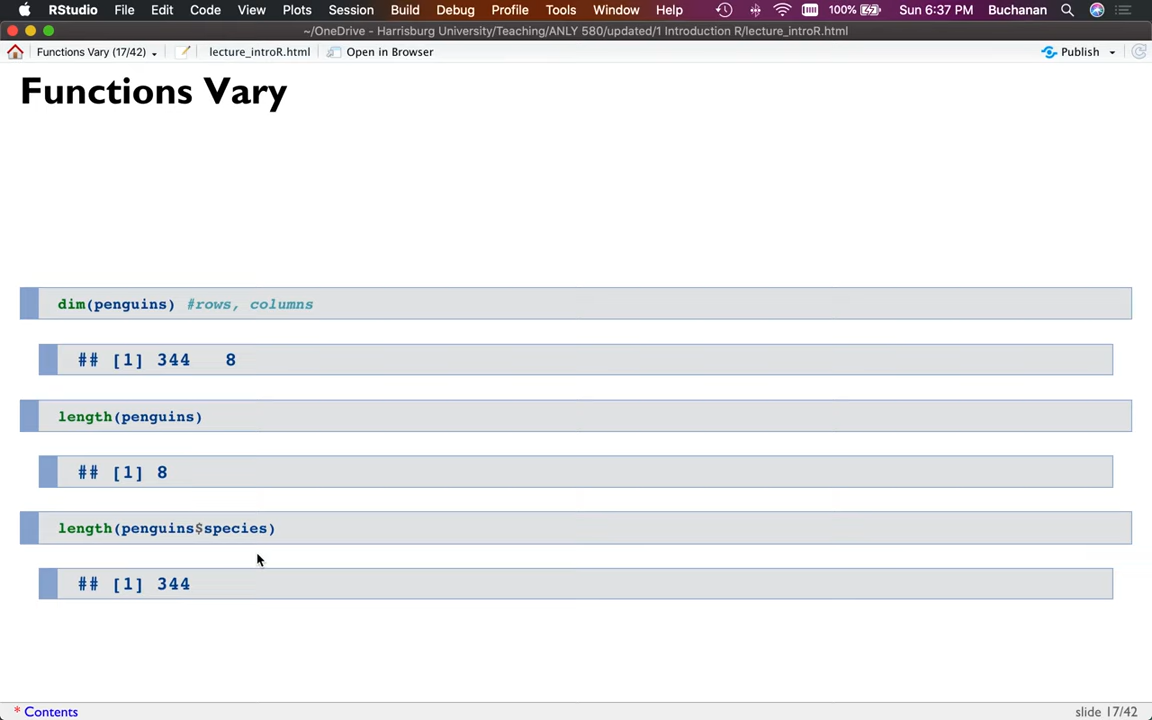 RStudio File Edit Code View Plots Session Build Debug Profile Tools Window Help 100% Sun 6:37 PM Buchanan
~/OneDrive - Harrisburg University/Teaching/ANLY 580/updated/1 Introduction R/lecture_introR.html
Functions Vary (17/42) lecture_introR.html Open in Browser Publish
Functions Vary
dim(penguins) #rows, columns
## [1] 344 8
length(penguins)
## [1] 8
length(penguins$species)
## [1] 344
* Contents slide 17/42